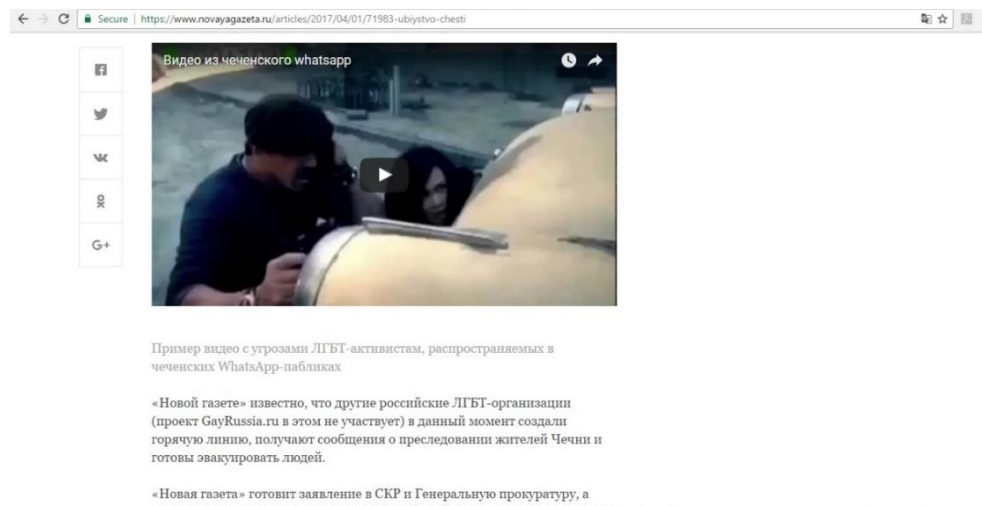 Secure | https://www.novayagazeta.ru/articles/2017/04/01/71983-ubiystvo-chesti
Видео из чеченского whatsapp
G+
Пример видео с угрозами ЛГБТ-активистам, распространяемых в
чеченских WhatsApp-пабликах
«Новой газете» известно, что другие российские ЛГБТ-организации
(проект GayRussia.ru в этом не участвует) в данный момент создали
горячую линию, получают сообщения о преследовании жителей Чечни и
готовы эвакуировать людей.
«Новая газета» готовит заявление в СКР и Генеральную прокуратуру, а